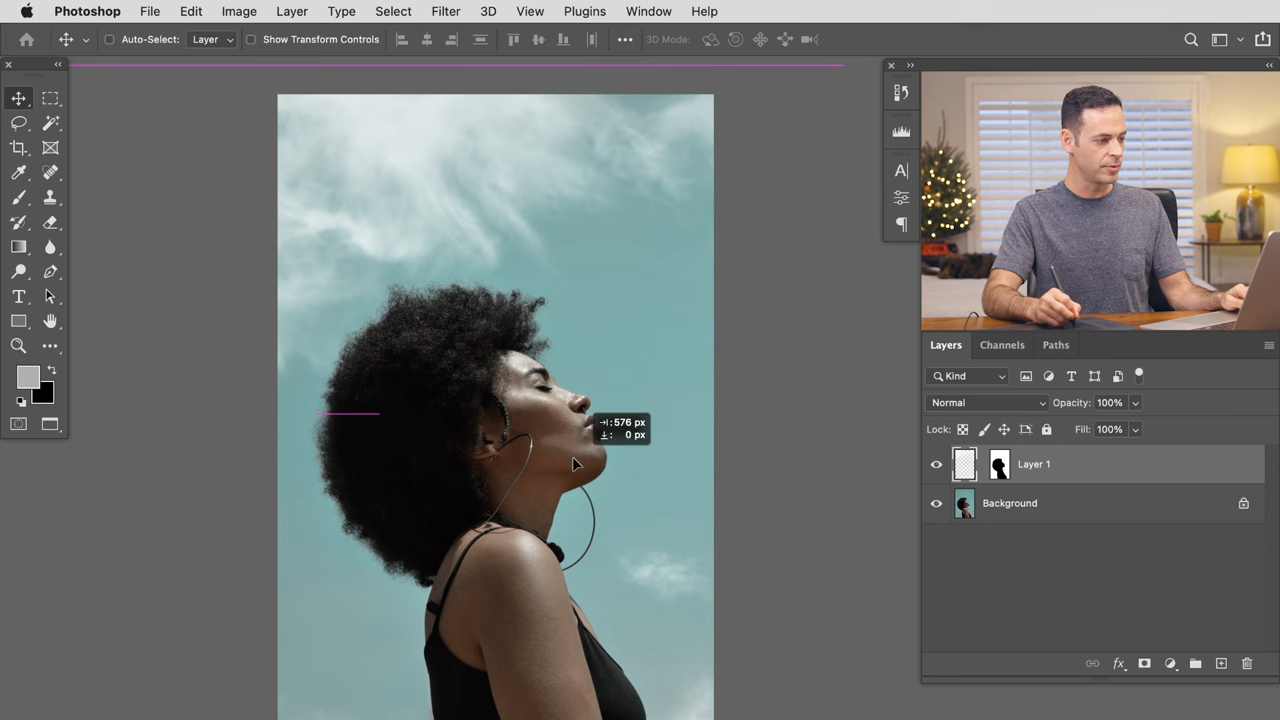 Photoshop File Edit Image Layer Type Select Filter 3D View Plugins Window Help
Auto-Select: Layer Show Transform Controls 3D Mode:
576 px
0 px
Layers Channels Paths
Kind
Normal Opacity: 100%
Lock: Fill: 100%
Layer 1
Background